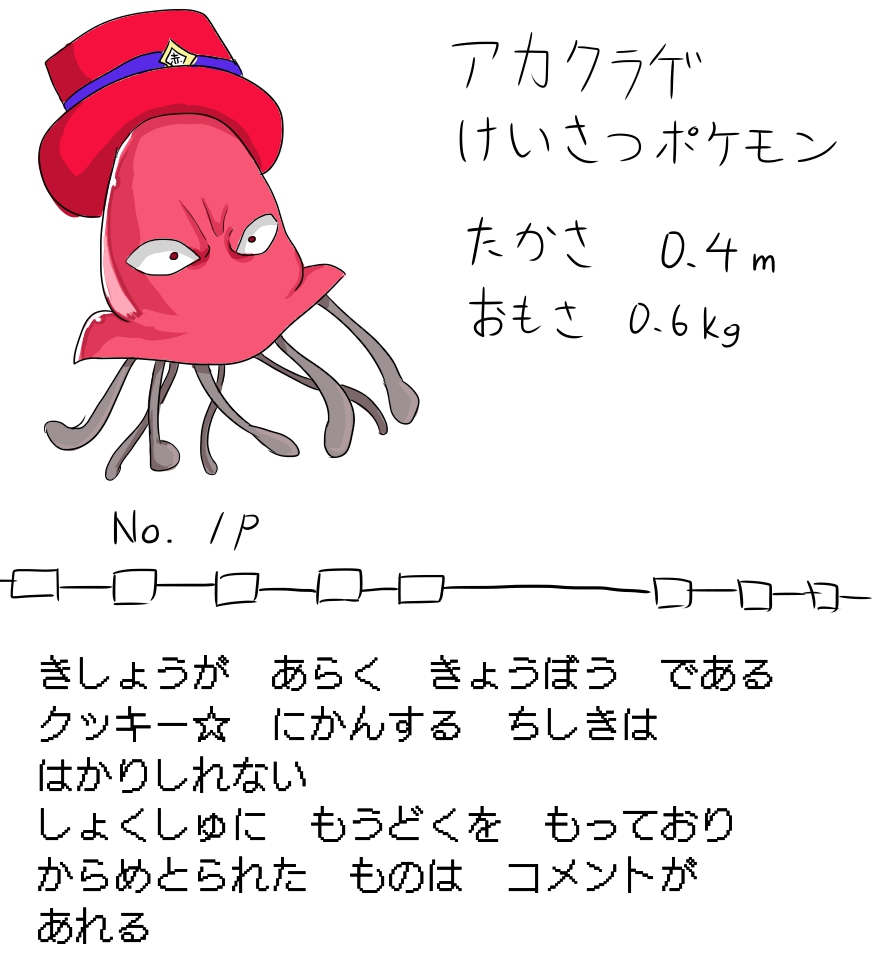 赤
アカクラゲ
けいさつポケモン
たかさ 0.4m
おもさ 0.6kg
No. 1P
きしょうが あらく きょうぼう である
クッキー☆ にかんする ちしきは
はかりしれない
しょくしゅに もうどくを もっており
からめとられた ものは コメントが
あれる